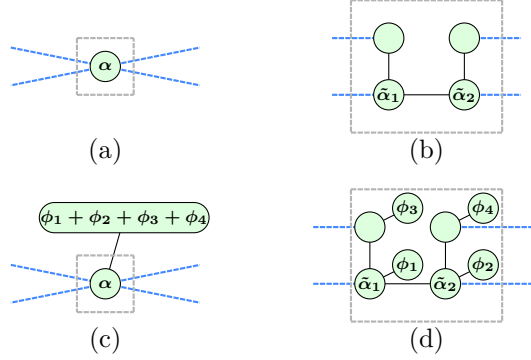 α
α̃₁ α̃₂
(a) (b)
ϕ₁ + ϕ₂ + ϕ₃ + ϕ₄
ϕ₃ ϕ₄
ϕ₁ ϕ₂
α α̃₁ α̃₂
(c) (d)